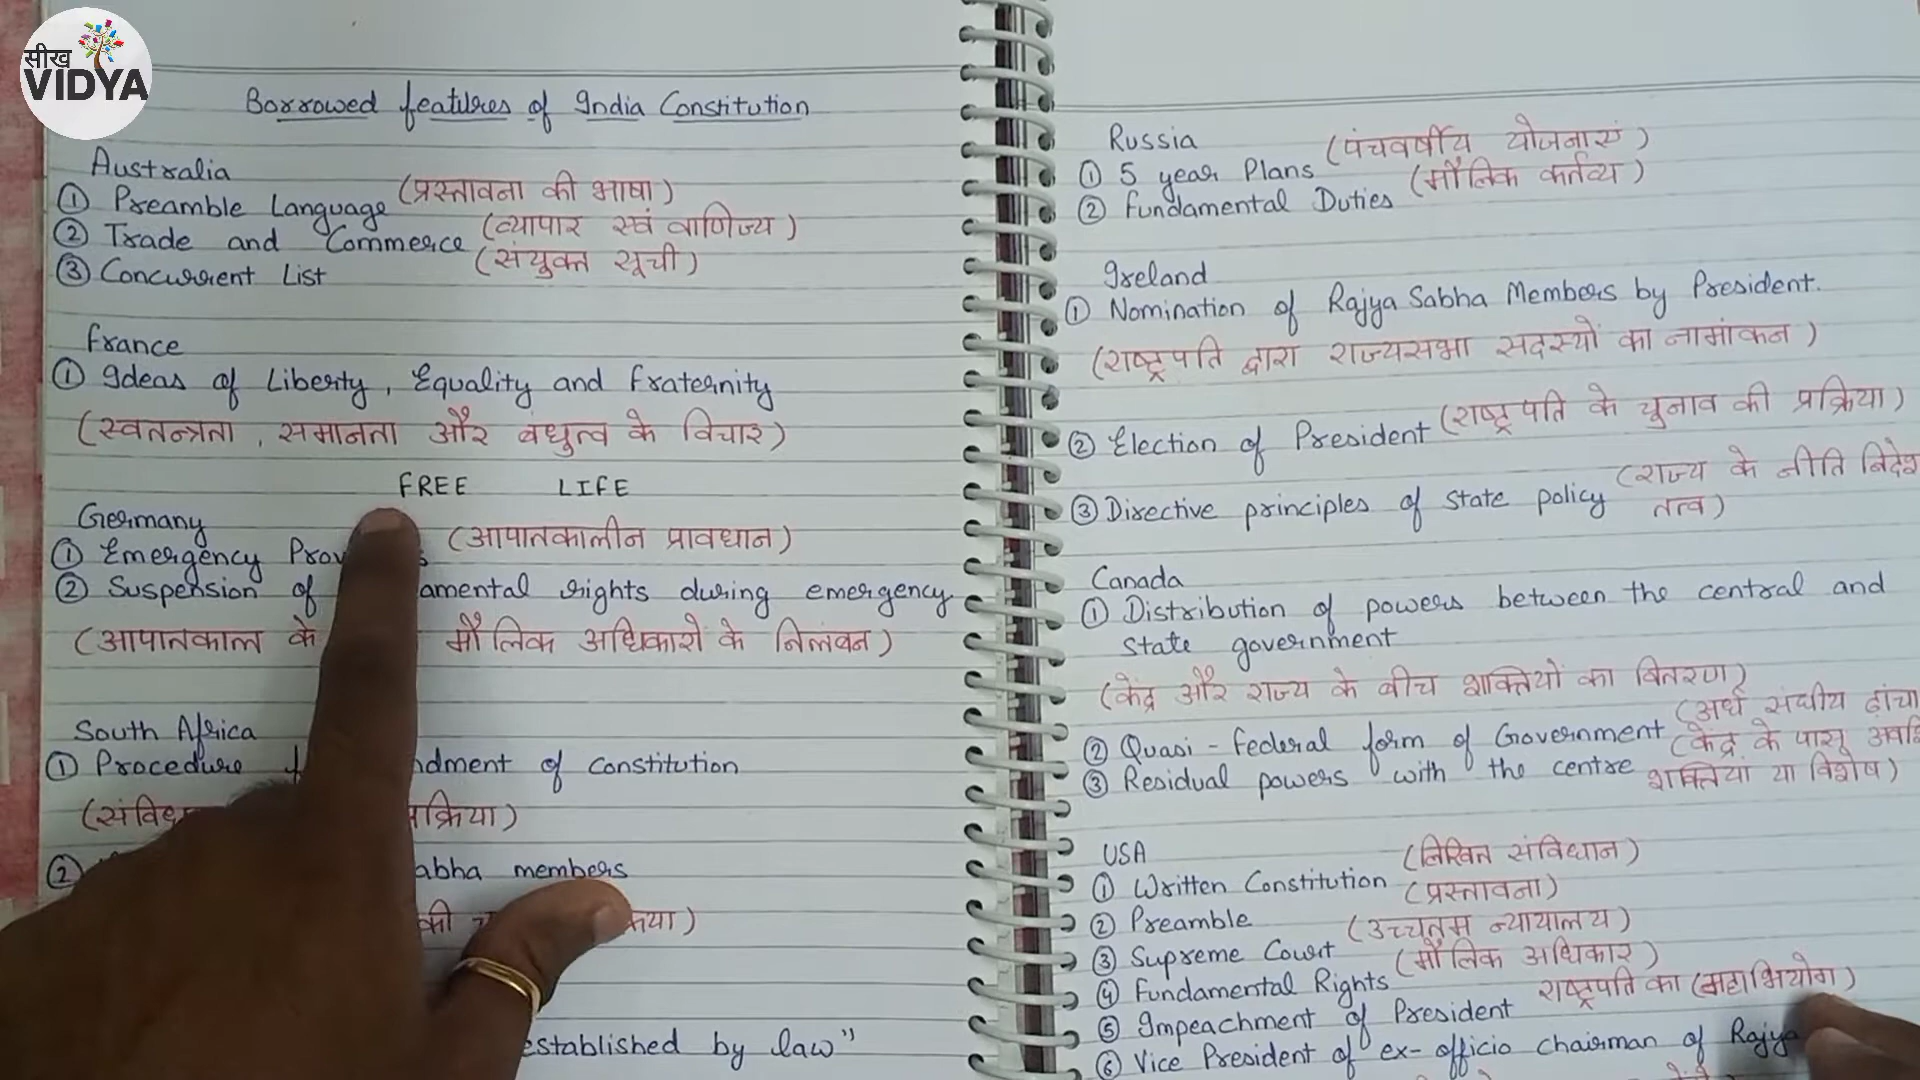 सीख
VIDYA
Borrowed features of India Constitution
Australia
① Preamble Language (प्रस्तावना की भाषा)
② Trade and Commerce (व्यापार एवं वाणिज्य)
③ Concurrent List (संयुक्त सूची)
France
① Ideas of Liberty, Equality and Fraternity
(स्वतन्त्रता, समानता और बंधुत्व के विचार)
FREE LIFE
Germany
① Emergency (आपातकालीन प्रावधान)
② Suspension of rights during emergency
(आपातकाल के मौलिक अधिकारों के निलंबन)
South Africa
① Procedure of constitution
② members
established by law"
Russia
① 5 year Plans (पंचवर्षीय योजनाएं)
② Fundamental Duties (मौलिक कर्तव्य)
Ireland
① Nomination of Rajya Sabha Members by President.
(राष्ट्रपति द्वारा राज्यसभा सदस्यों का नामांकन)
② Election of President (राष्ट्रपति के चुनाव की प्रक्रिया)
③ Directive principles of state policy (राज्य के नीति निदेश
तत्व)
Canada
① Distribution of powers between the central and
state government
(केंद्र और राज्य के बीच शक्तियों का वितरण)
② Quasi-Federal form of Government (अर्ध संघीय ढांचा
③ Residual powers with the centre (केंद्र के पास
शक्तियां या विशेष)
USA
① Written Constitution (लिखित संविधान)
② Preamble (प्रस्तावना)
③ Supreme Court (उच्चतम न्यायालय)
④ Fundamental Rights (मौलिक अधिकार)
⑤ Impeachment of President राष्ट्रपति का (महाभियोग)
⑥ Vice President of ex-officio chairman of Rajya